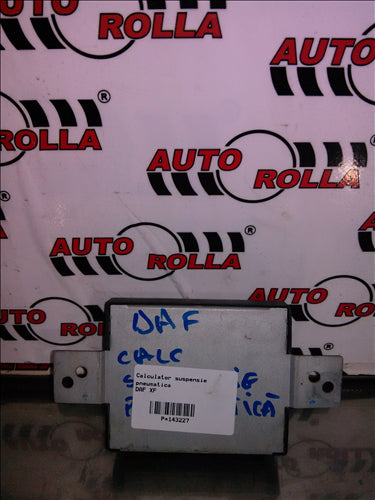 AUTO
ROLLA
®
AUTO
ROLLA
ROLLA
®
AUTO
ROLLA
®
AUTO
ROLLA
®
AUTO
ROLLA
®
AUTO
ROLLA
DAF
CALC
Calculator suspensie
pneumatica
DAF XF
P*143227